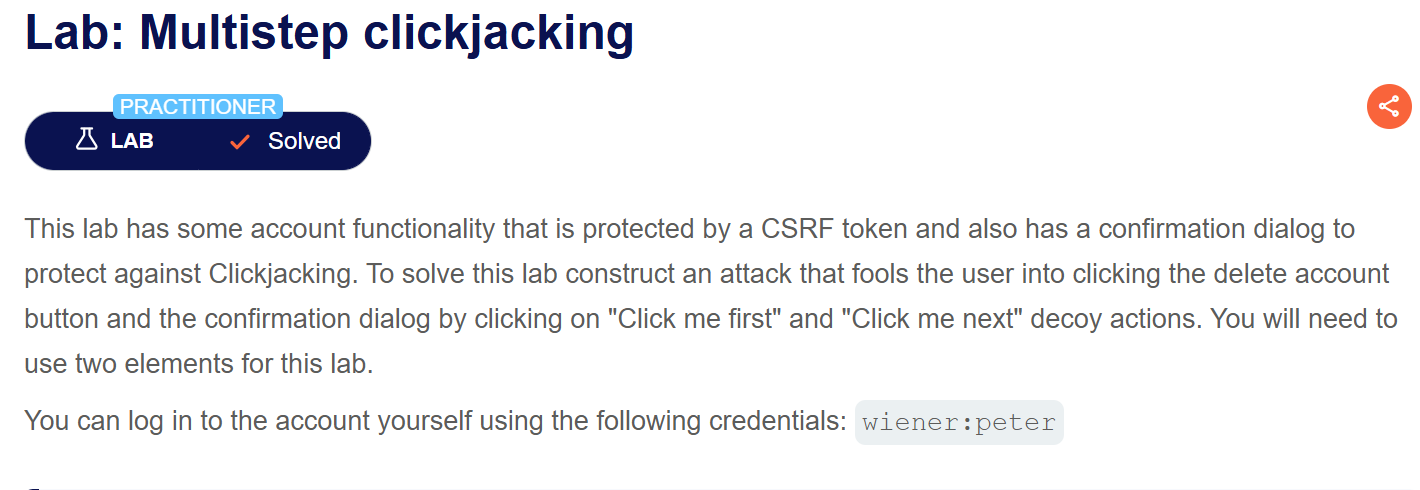 Lab: Multistep clickjacking
PRACTITIONER
LAB Solved
This lab has some account functionality that is protected by a CSRF token and also has a confirmation dialog to
protect against Clickjacking. To solve this lab construct an attack that fools the user into clicking the delete account
button and the confirmation dialog by clicking on "Click me first" and "Click me next" decoy actions. You will need to
use two elements for this lab.
You can log in to the account yourself using the following credentials: wiener:peter